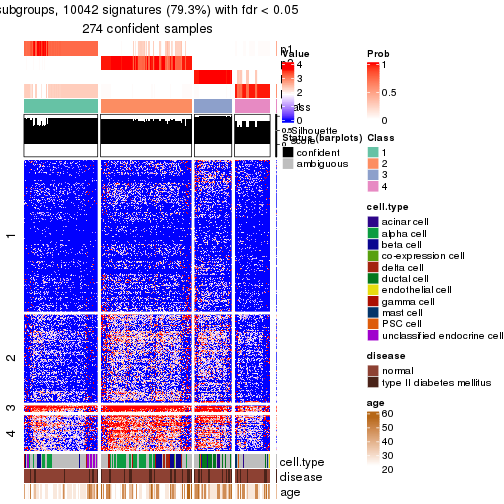 subgroups, 10042 signatures (79.3%) with fdr < 0.05
274 confident samples
p1
Value
4
3
2
1
0
Prob
1
0.5
0
Silhouette
Status (barplots)
confident
ambiguous
Class
1
2
3
4
cell.type
acinar cell
alpha cell
beta cell
co-expression cell
delta cell
ductal cell
endothelial cell
gamma cell
mast cell
PSC cell
unclassified endocrine cell
disease
normal
type II diabetes mellitus
age
60
50
40
30
20
1
2
3
4
cell.type
disease
age